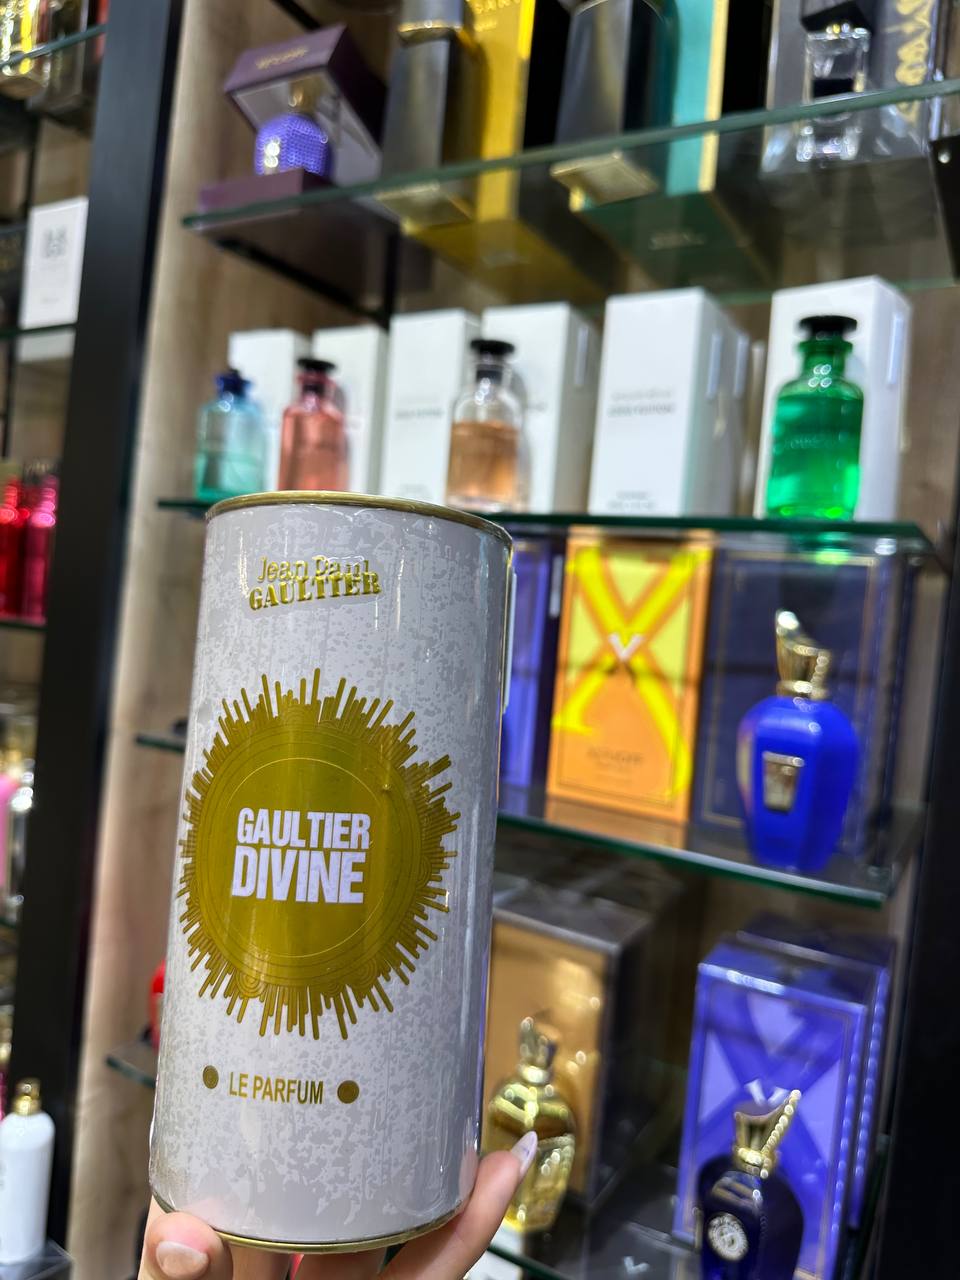 Jean Paul
GAULTIER
GAULTIER
DIVINE
LE PARFUM